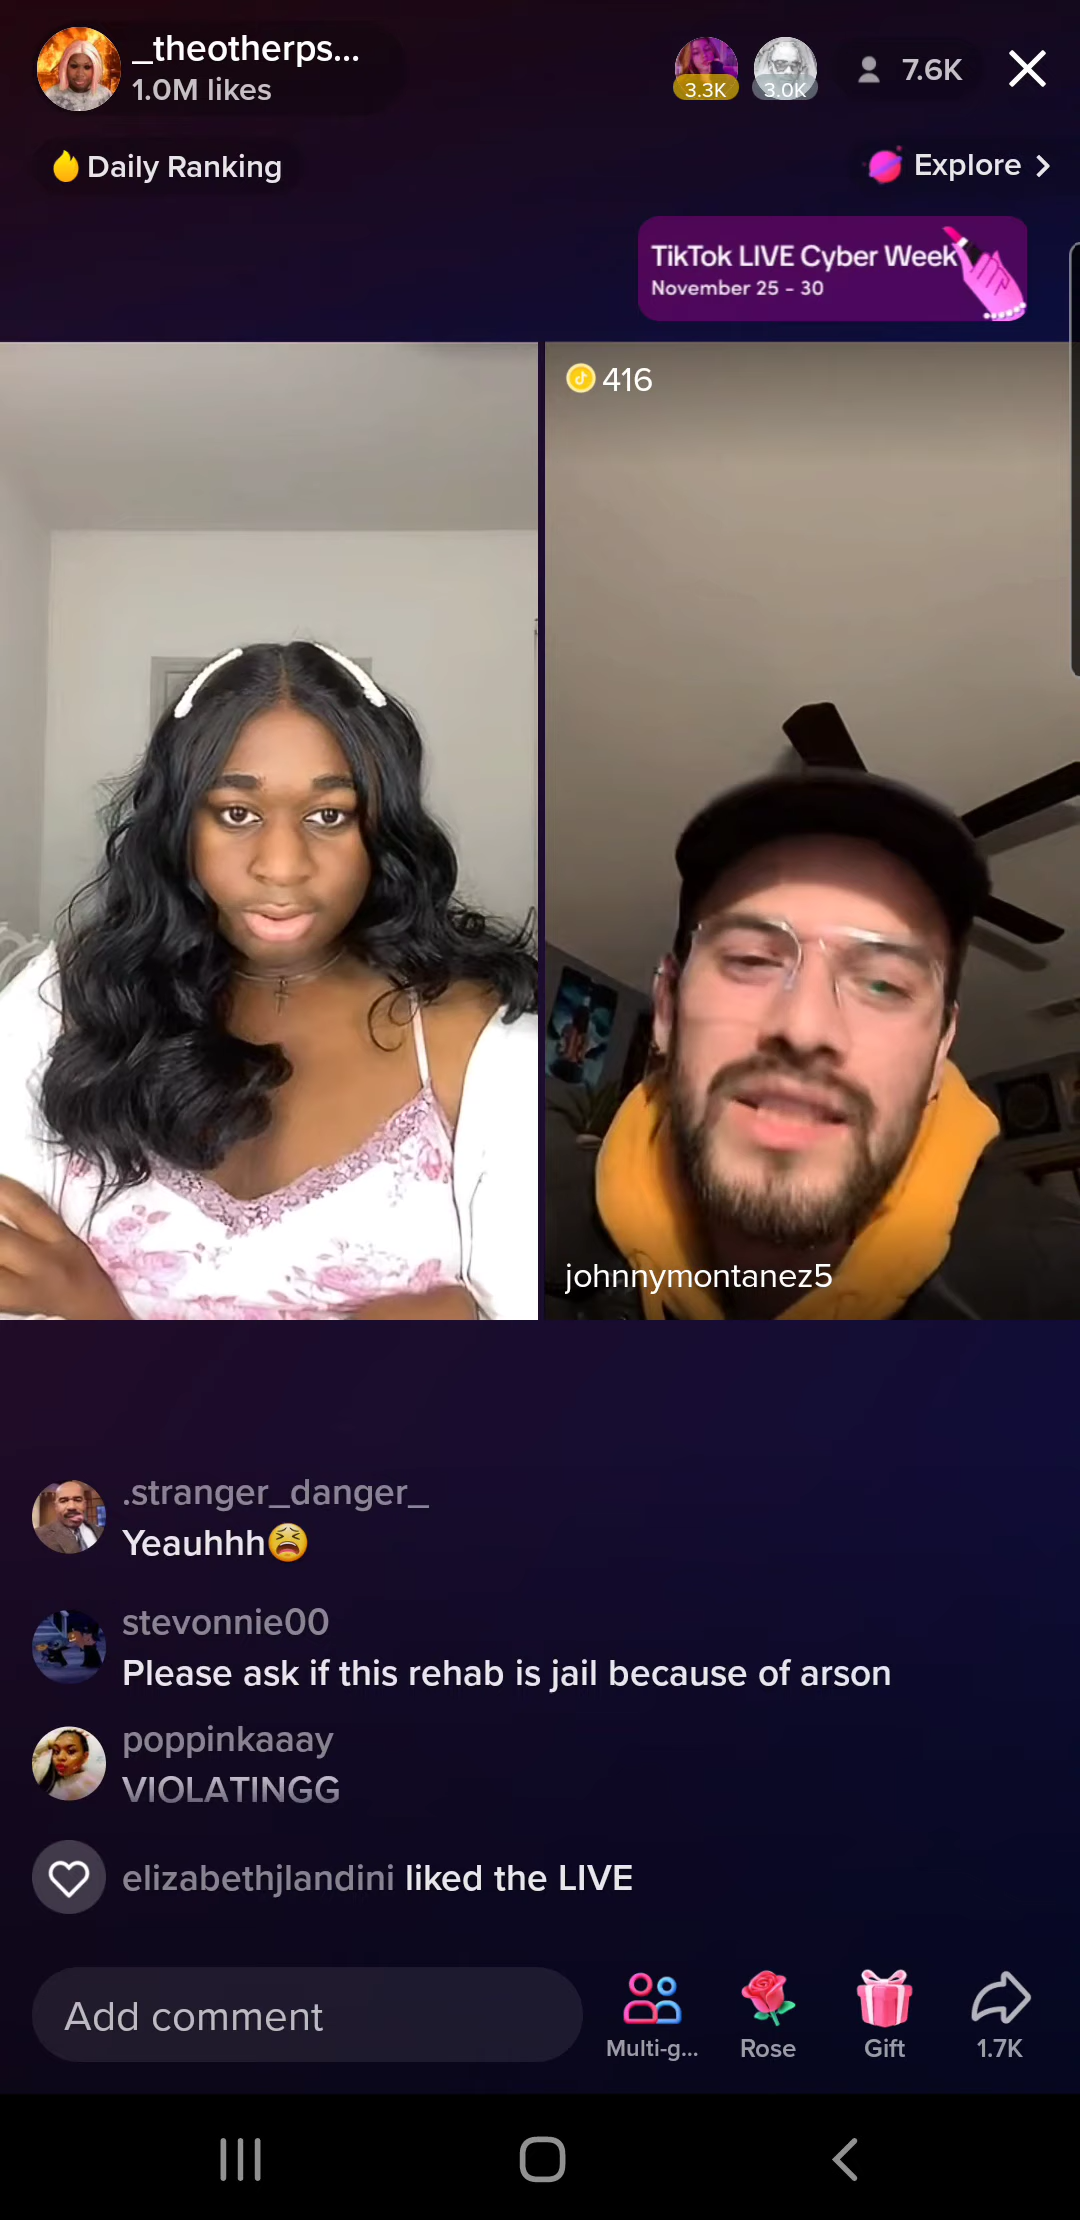 _theotherps...
1.0M likes
3.3K
3.0K
7.6K
Daily Ranking
Explore
TikTok LIVE Cyber Week
November 25 - 30
416
johnnymontanez5
.stranger_danger_
Yeauhhh😩
stevonnie00
Please ask if this rehab is jail because of arson
poppinkaaay
VIOLATINGG
elizabethjlandini liked the LIVE
Add comment
Multi-g...
Rose
Gift
1.7K